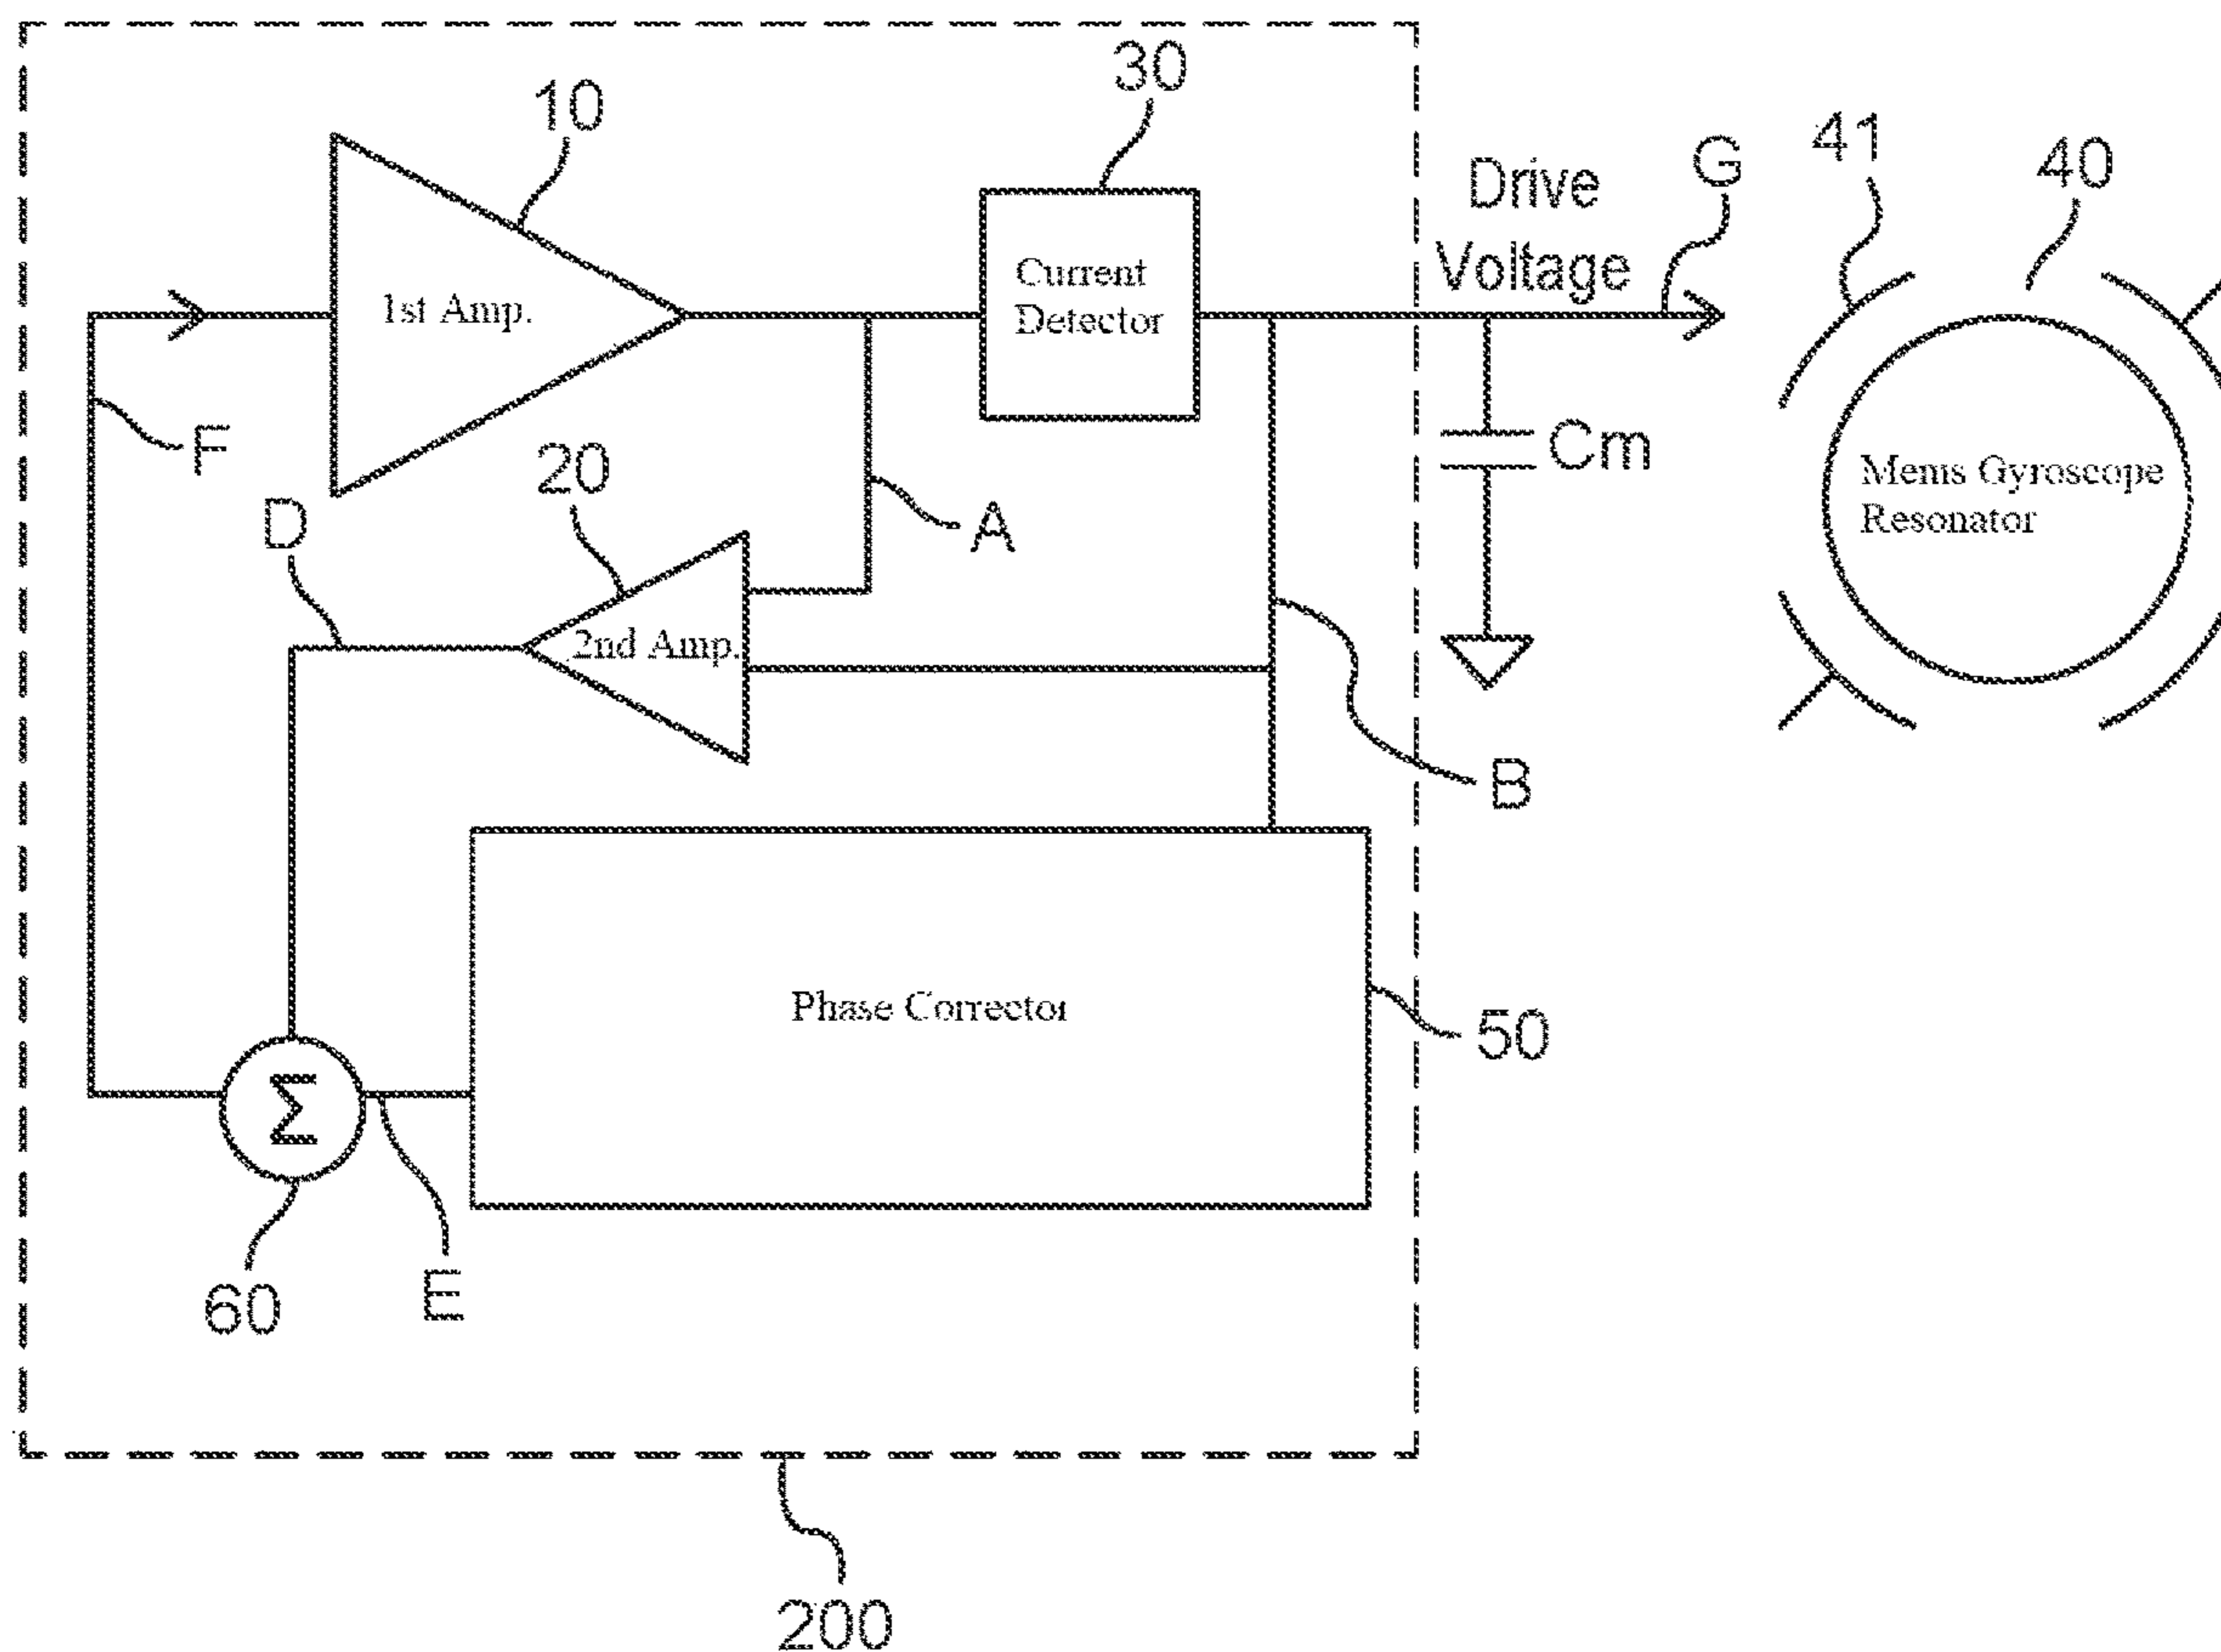 10
30
41
40
G
Drive
Voltage
1st Amp.
Current
Detector
F
20
Cm
Mems Gyroscope
Resonator
D
A
2nd Amp.
B
Phase Corrector
50
Σ
60
E
200